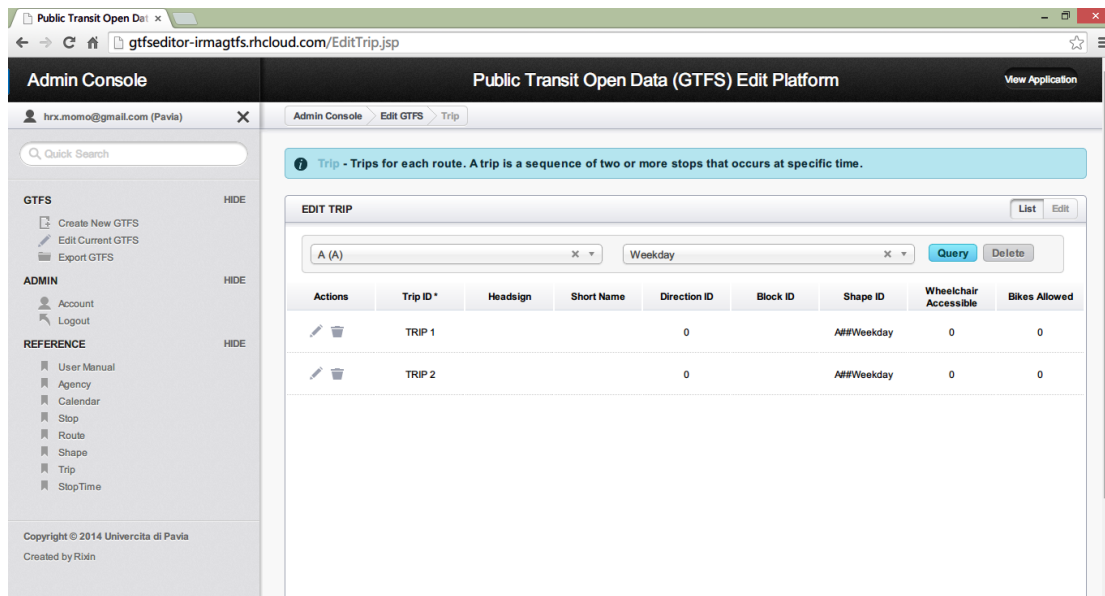 Public Transit Open Dat
gtfseditor-irmagtfs.rhcloud.com/EditTrip.jsp
Admin Console
Public Transit Open Data (GTFS) Edit Platform
View Application
hrx.momo@gmail.com (Pavia)
Admin Console Edit GTFS Trip
Quick Search
Trip - Trips for each route. A trip is a sequence of two or more stops that occurs at specific time.
GTFS HIDE
Create New GTFS
Edit Current GTFS
Export GTFS
ADMIN HIDE
Account
Logout
REFERENCE HIDE
User Manual
Agency
Calendar
Stop
Route
Shape
Trip
StopTime
Copyright © 2014 Univercita di Pavia
Created by Rixin
EDIT TRIP List Edit
A (A) Weekday Query Delete
Actions Trip ID * Headsign Short Name Direction ID Block ID Shape ID Wheelchair Accessible Bikes Allowed
TRIP 1 0 A##Weekday 0 0
TRIP 2 0 A##Weekday 0 0